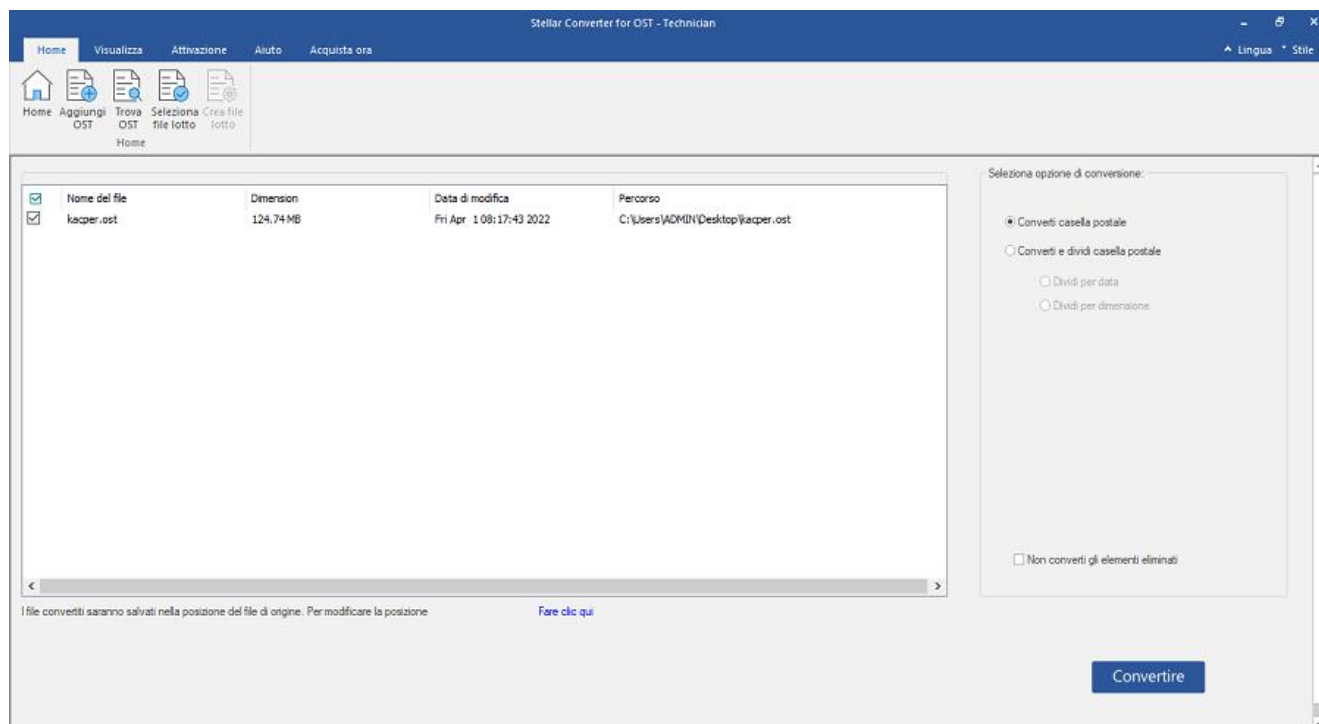 Stellar Converter for OST - Technician
Home Visualizza Attivazione Aiuto Acquista ora Lingua Stile
Home Aggiungi OST Trova OST Seleziona file lotto Crea file lotto
Home
Seleziona opzione di conversione:
Nome del file Dimension Data di modifica Percorso
kacper.ost 124.74 MB Fri Apr 1 08:17:43 2022 C:\Users\ADMIN\Desktop\kacper.ost
Converti casella postale
Converti e dividi casella postale
Dividi per data
Dividi per dimensione
Non converti gli elementi eliminati
I file convertiti saranno salvati nella posizione del file di origine. Per modificare la posizione Fare clic qui
Convertire